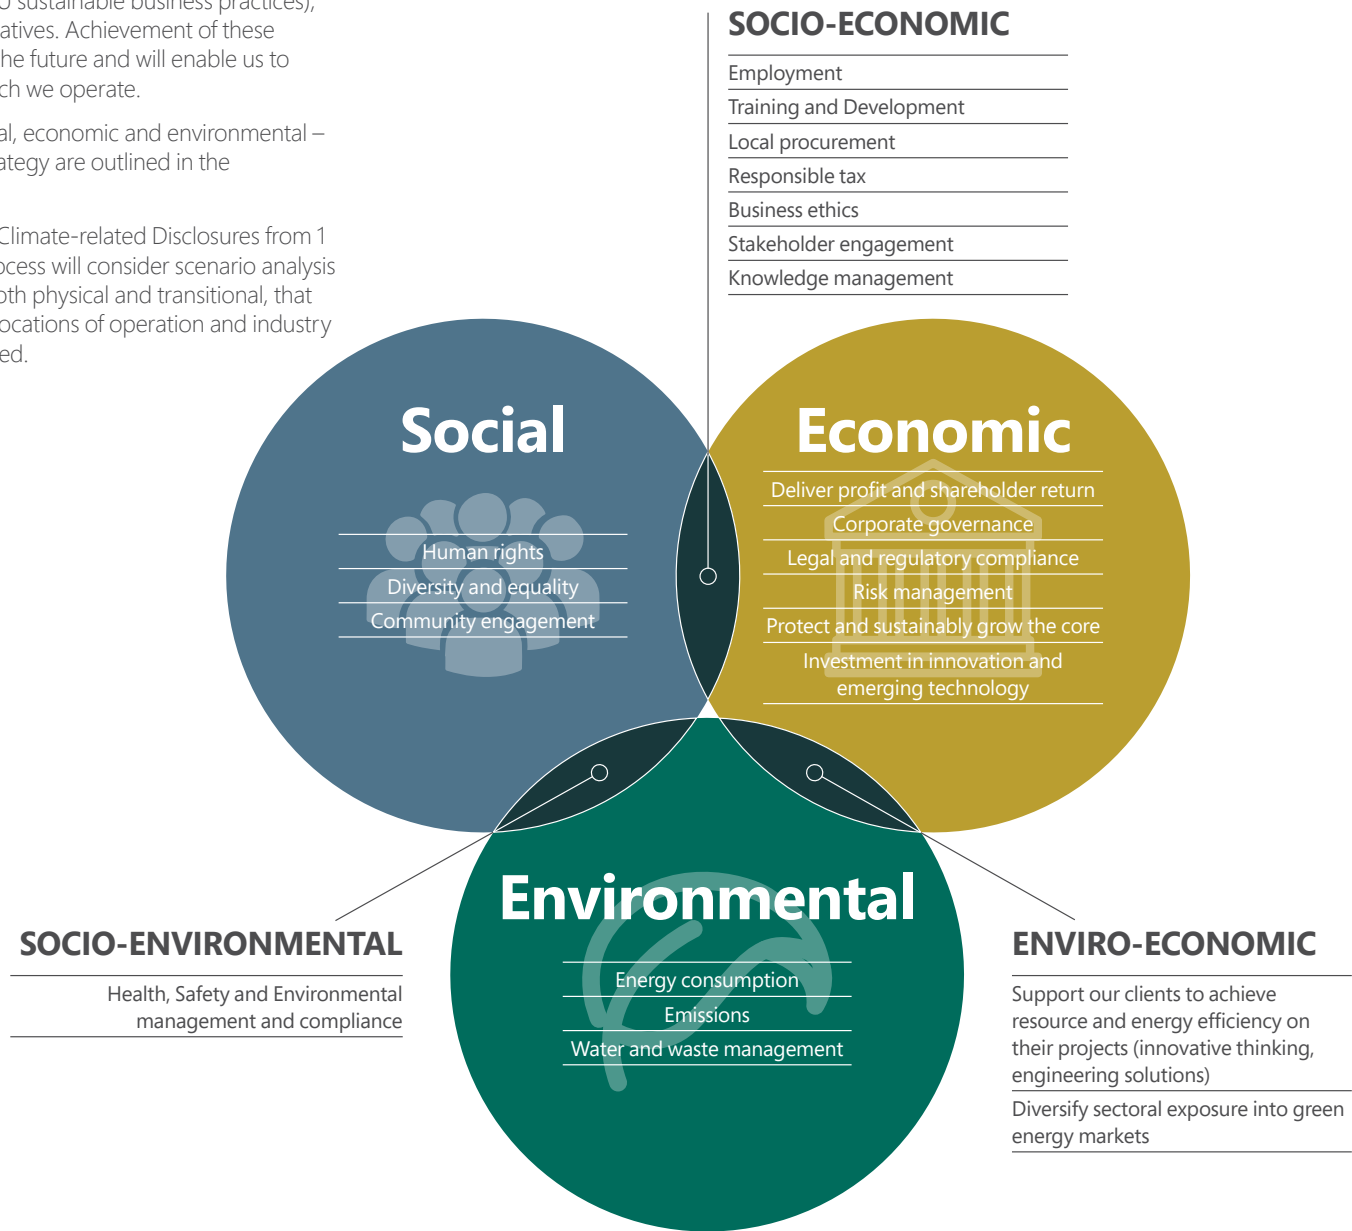 sustainable business practices),
atives. Achievement of these
he future and will enable us to
ch we operate.
al, economic and environmental –
ategy are outlined in the
Climate-related Disclosures from 1
ocess will consider scenario analysis
oth physical and transitional, that
ocations of operation and industry
ed.
SOCIO-ECONOMIC
Employment
Training and Development
Local procurement
Responsible tax
Business ethics
Stakeholder engagement
Knowledge management
Social
Human rights
Diversity and equality
Community engagement
Economic
Deliver profit and shareholder return
Corporate governance
Legal and regulatory compliance
Risk management
Protect and sustainably grow the core
Investment in innovation and
emerging technology
Environmental
Energy consumption
Emissions
Water and waste management
SOCIO-ENVIRONMENTAL
Health, Safety and Environmental
management and compliance
ENVIRO-ECONOMIC
Support our clients to achieve
resource and energy efficiency on
their projects (innovative thinking,
engineering solutions)
Diversify sectoral exposure into green
energy markets